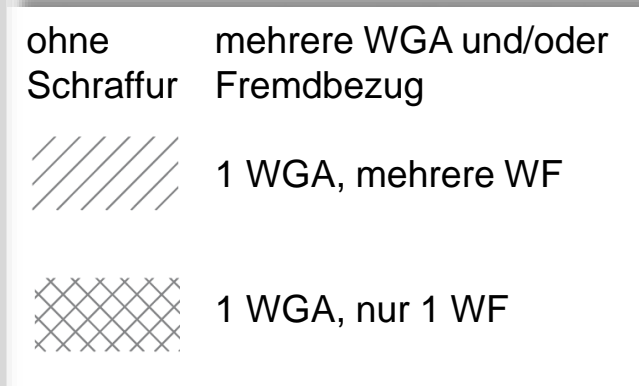 ohne mehrere WGA und/oder
Schraffur Fremdbezug
1 WGA, mehrere WF
1 WGA, nur 1 WF